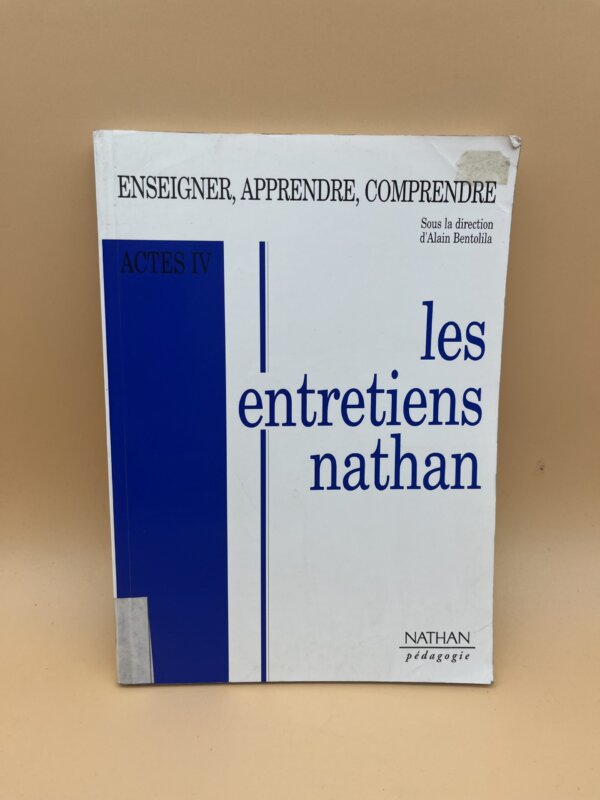 ENSEIGNER, APPRENDRE, COMPRENDRE
Sous la direction
d'Alain Bentolila
ACTES IV
les
entretiens
nathan
NATHAN
pédagogie